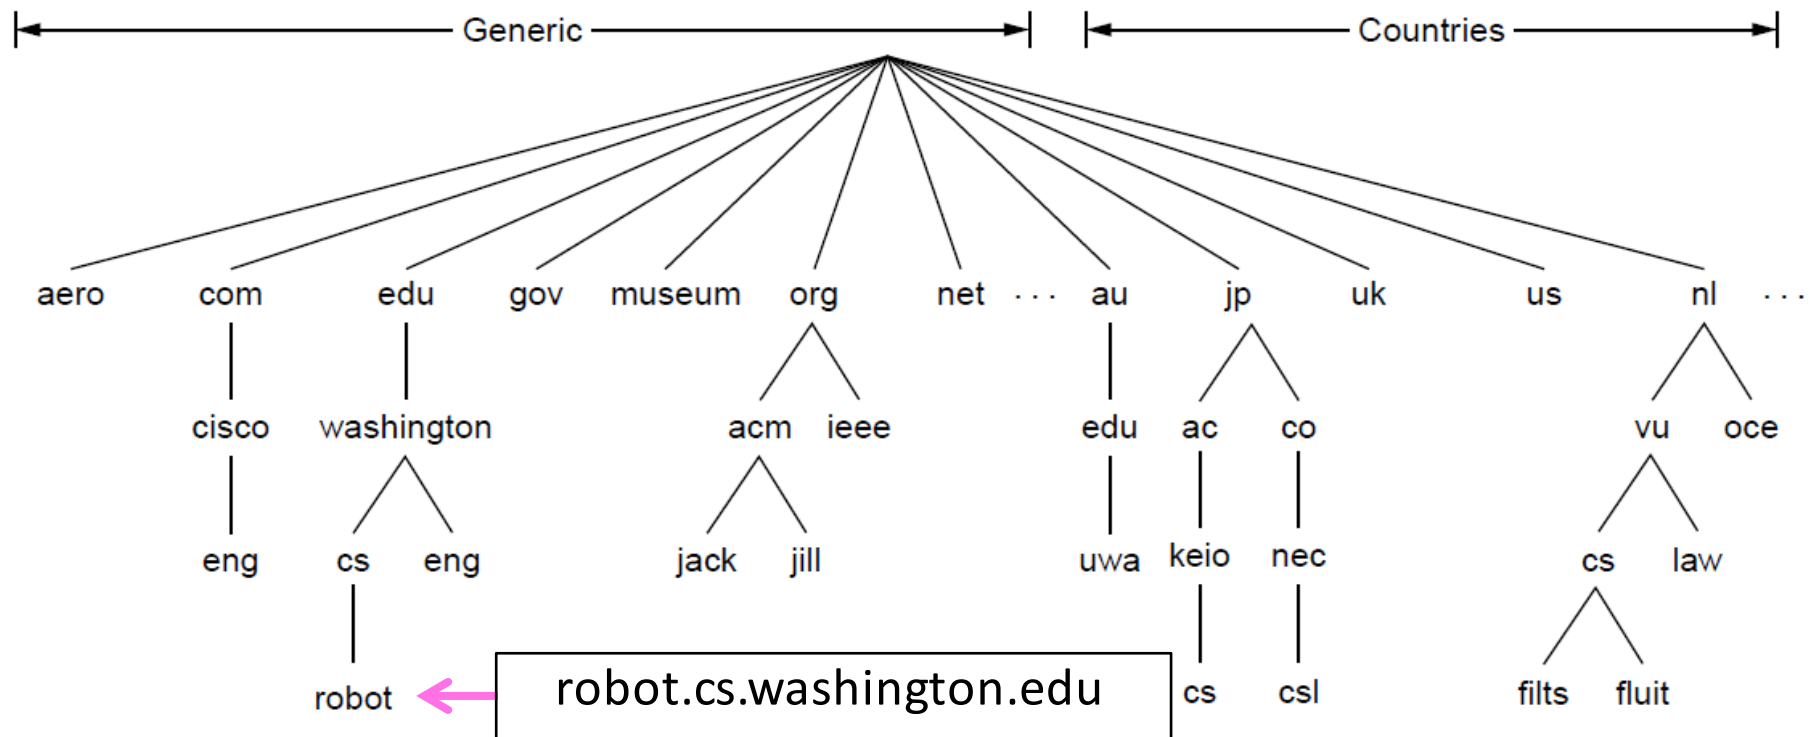 Generic Countries
aero com edu gov museum org net ... au jp uk us nl ...
cisco washington acm ieee edu ac co vu oce
eng cs eng jack jill uwa keio nec cs law
robot robot.cs.washington.edu cs csl filts fluit